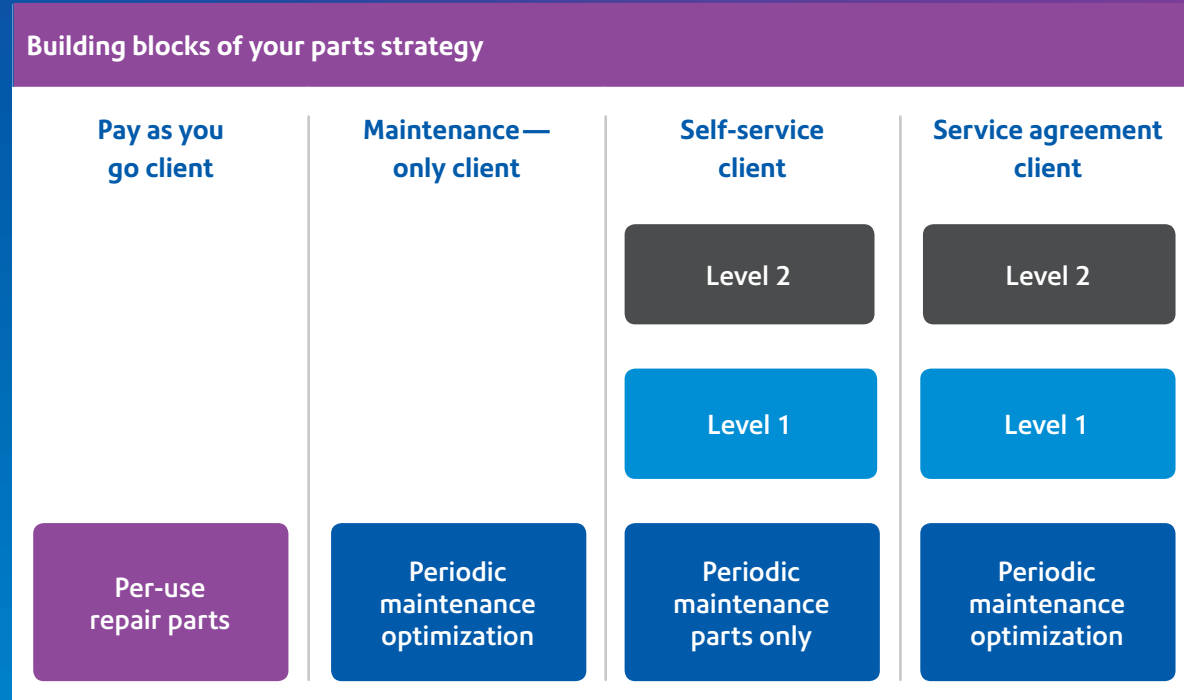 Building blocks of your parts strategy
Pay as you
go client
Maintenance—
only client
Self-service
client
Service agreement
client
Level 2
Level 2
Level 1
Level 1
Per-use
repair parts
Periodic
maintenance
optimization
Periodic
maintenance
parts only
Periodic
maintenance
optimization